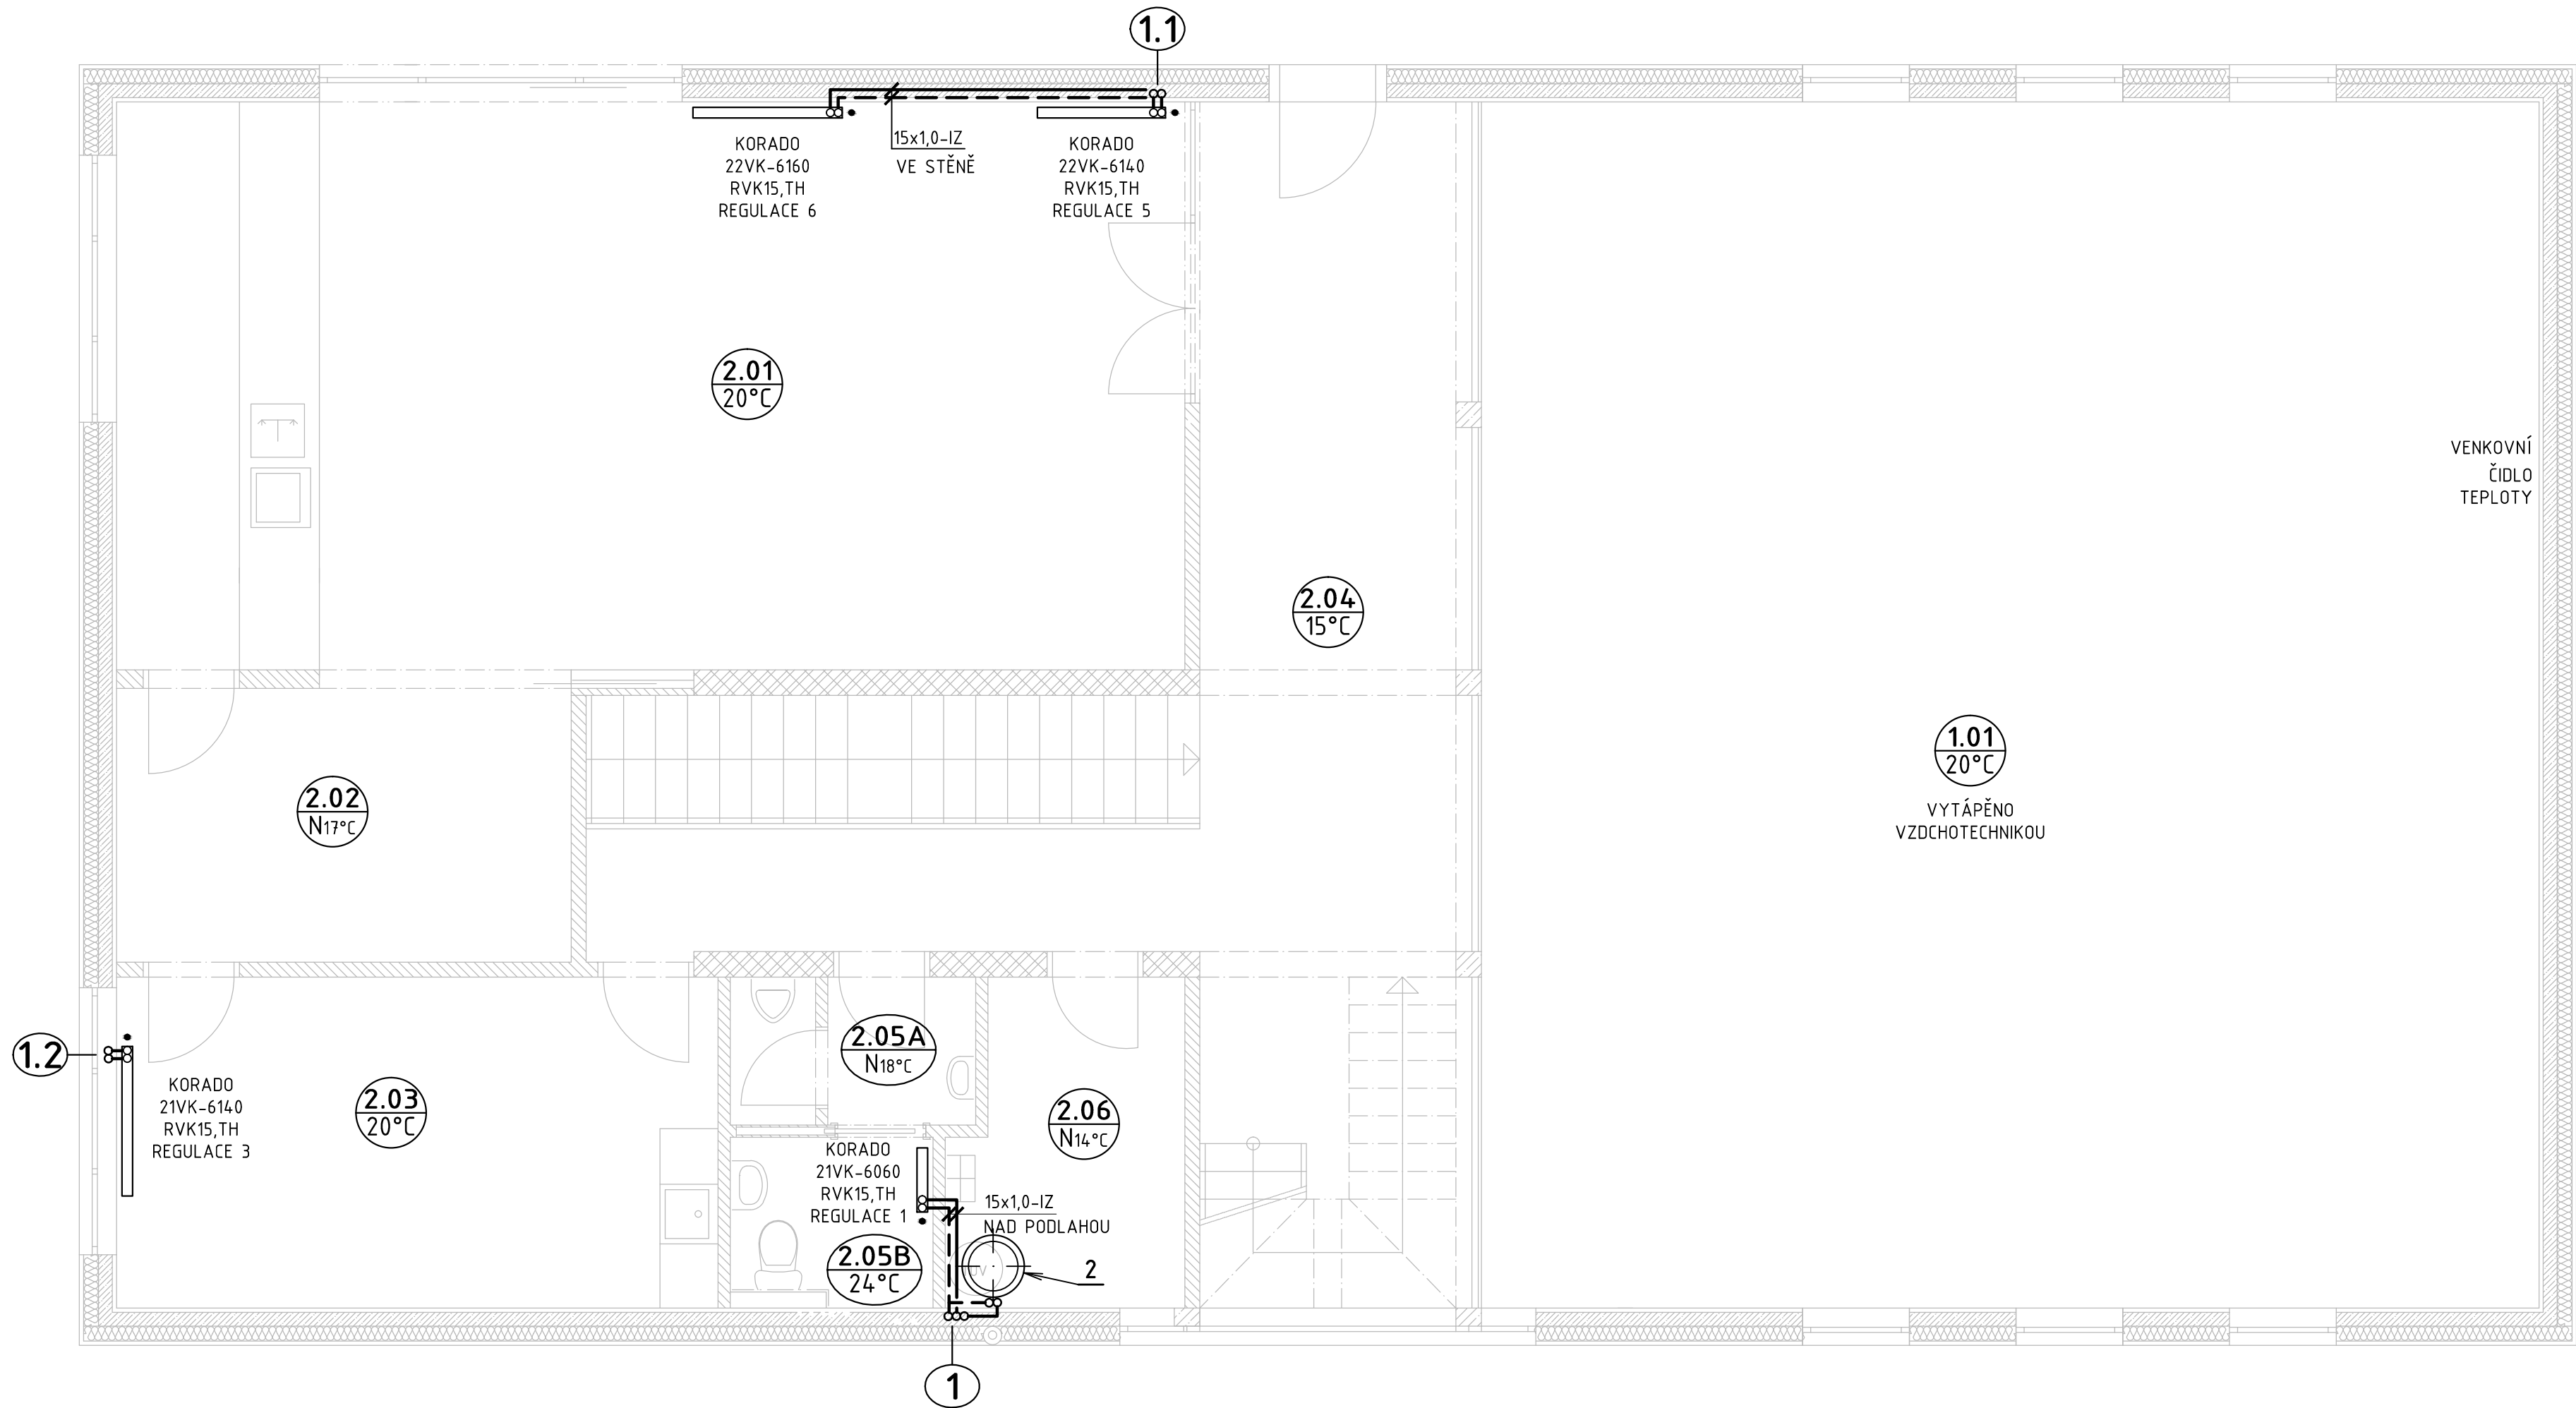 1.1
KORADO
22VK-6160
RVK15,TH
REGULACE 6
15x1,0-IZ
VE STĚNĚ
KORADO
22VK-6140
RVK15,TH
REGULACE 5
2.01
20°C
VENKOVNÍ
ČIDLO
TEPLOTY
2.04
15°C
1.01
20°C
VYTÁPĚNO
VZDCHOTECHNIKOU
2.02
N17°C
1.2
KORADO
21VK-6140
RVK15,TH
REGULACE 3
2.03
20°C
2.05A
N18°C
2.06
N14°C
KORADO
21VK-6060
RVK15,TH
REGULACE 1
15x1,0-IZ
NAD PODLAHOU
2.05B
24°C
2
1